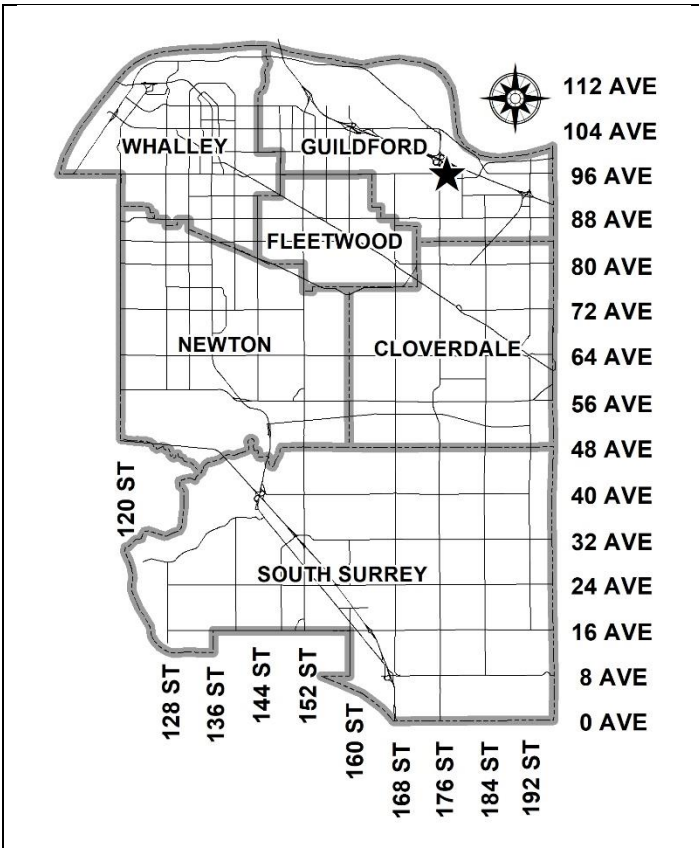 112 AVE
104 AVE
WHALLEY
GUILDFORD
96 AVE
88 AVE
FLEETWOOD
80 AVE
72 AVE
NEWTON
CLOVERDALE
64 AVE
56 AVE
48 AVE
120 ST
40 AVE
32 AVE
SOUTH SURREY
24 AVE
16 AVE
8 AVE
0 AVE
128 ST
136 ST
144 ST
152 ST
160 ST
168 ST
176 ST
184 ST
192 ST